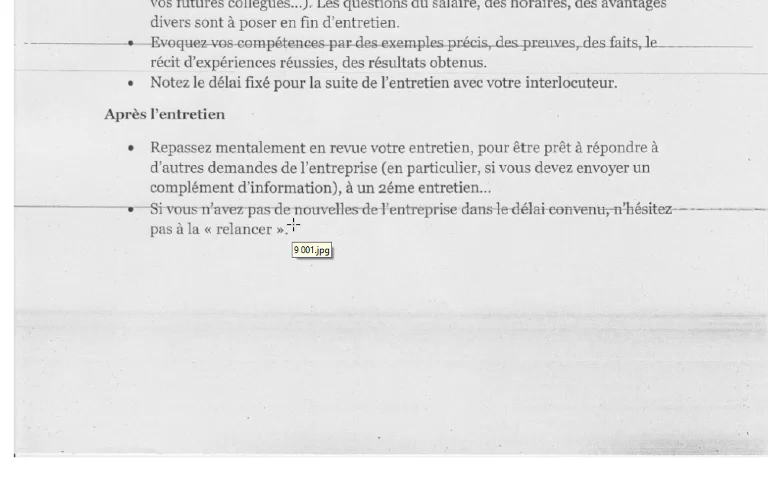 vos futures collègues...). Les questions du salaire, des horaires, des avantages
divers sont à poser en fin d'entretien.
• Evoquez vos compétences par des exemples précis, des preuves, des faits, le
récit d'expériences réussies, des résultats obtenus.
• Notez le délai fixé pour la suite de l'entretien avec votre interlocuteur.
Après l'entretien
• Repassez mentalement en revue votre entretien, pour être prêt à répondre à
d'autres demandes de l'entreprise (en particulier, si vous devez envoyer un
complément d'information), à un 2éme entretien...
• Si vous n'avez pas de nouvelles de l'entreprise dans le délai convenu, n'hésitez
pas à la « relancer ».
9 001.jpg